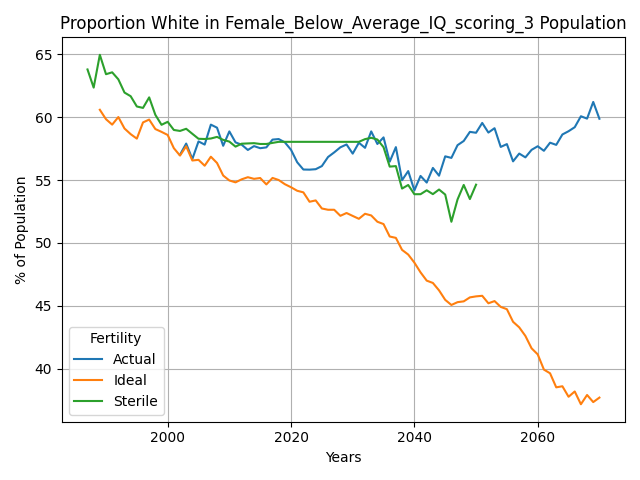 Proportion White in Female_Below_Average_IQ_scoring_3 Population
% of Population
65
60
55
50
45
40
Fertility
Actual
Ideal
Sterile
2000 2020 2040 2060
Years